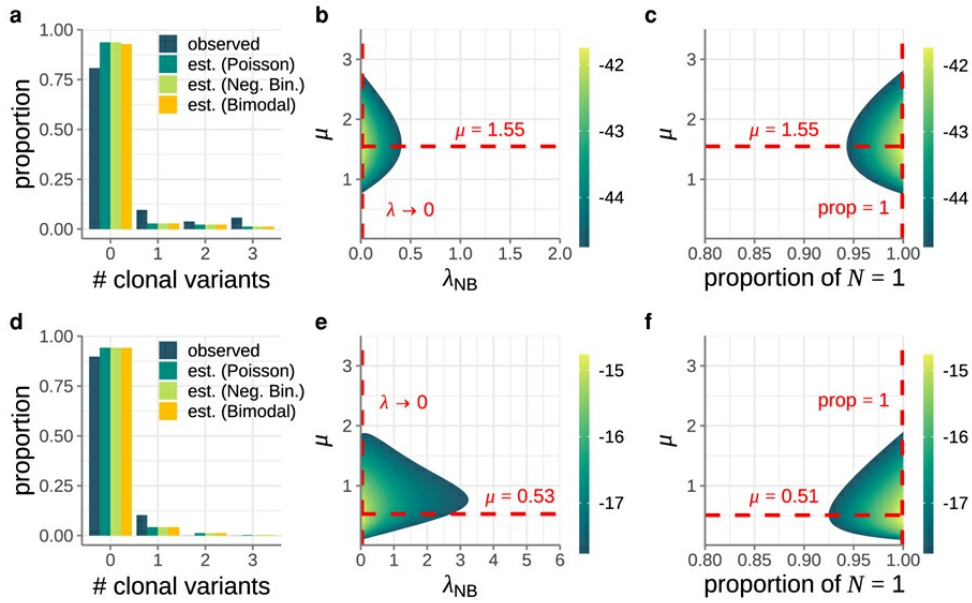 a
1.00
0.75
0.50
0.25
0.00
proportion
observed
est. (Poisson)
est. (Neg. Bin.)
est. (Bimodal)
0 1 2 3
# clonal variants
b
3
2
1
μ
μ = 1.55
λ → 0
0.0 0.5 1.0 1.5 2.0
λNB
-42
-43
-44
c
3
2
1
μ
μ = 1.55
prop = 1
0.80 0.85 0.90 0.95 1.00
proportion of N = 1
-42
-43
-44
d
1.00
0.75
0.50
0.25
0.00
proportion
observed
est. (Poisson)
est. (Neg. Bin.)
est. (Bimodal)
0 1 2 3
# clonal variants
e
3
2
1
μ
λ → 0
μ = 0.53
0 1 2 3 4 5 6
λNB
-15
-16
-17
f
3
2
1
μ
prop = 1
μ = 0.51
0.80 0.85 0.90 0.95 1.00
proportion of N = 1
-15
-16
-17